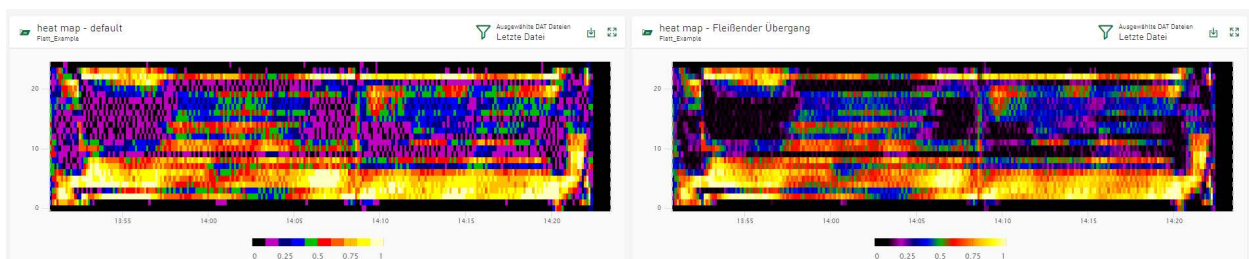 heat map - default
Flatt_Example
Ausgewählte DAT Dateien
Letzte Datei
20
10
0
13:55 14:00 14:05 14:10 14:15 14:20
0 0.25 0.5 0.75 1
heat map - Fleißender Übergang
Flatt_Example
Ausgewählte DAT Dateien
Letzte Datei
20
10
0
13:55 14:00 14:05 14:10 14:15 14:20
0 0.25 0.5 0.75 1